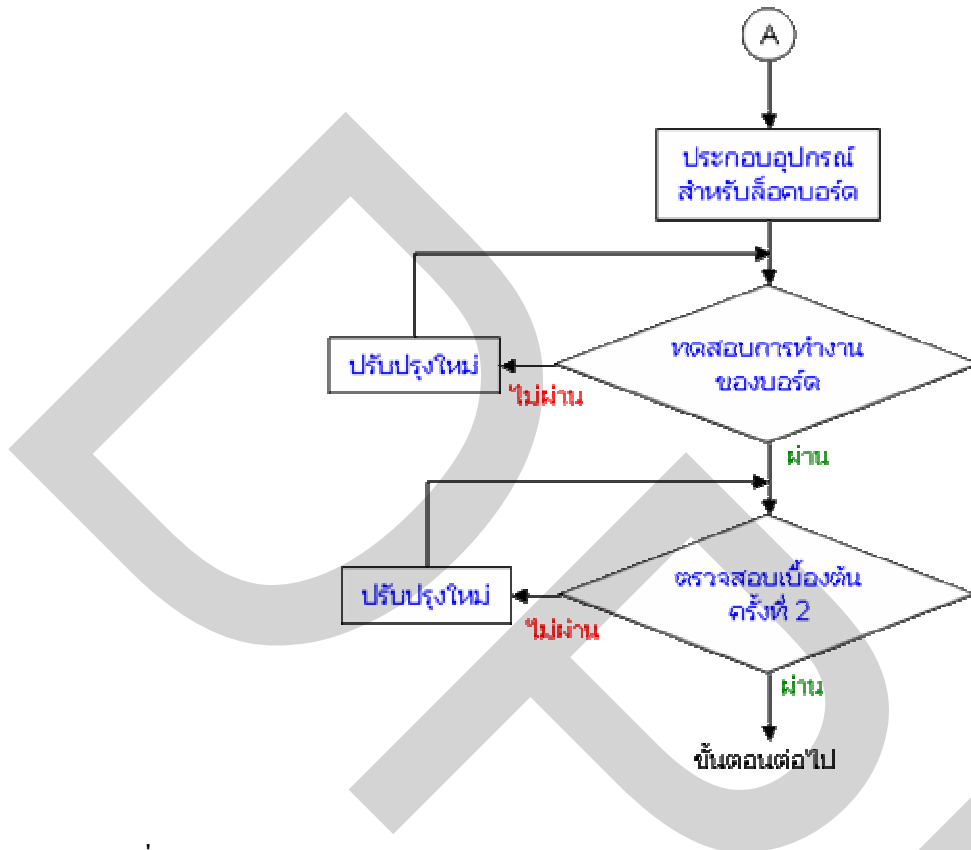 A
ประกอบอุปกรณ์
สำหรับล็อคบอร์ด
ทดสอบการทำงาน
ของบอร์ด
ปรับปรุงใหม่
ไม่ผ่าน
ผ่าน
ตรวจสอบเบื้องต้น
ครั้งที่ 2
ปรับปรุงใหม่
ไม่ผ่าน
ผ่าน
ขั้นตอนต่อไป